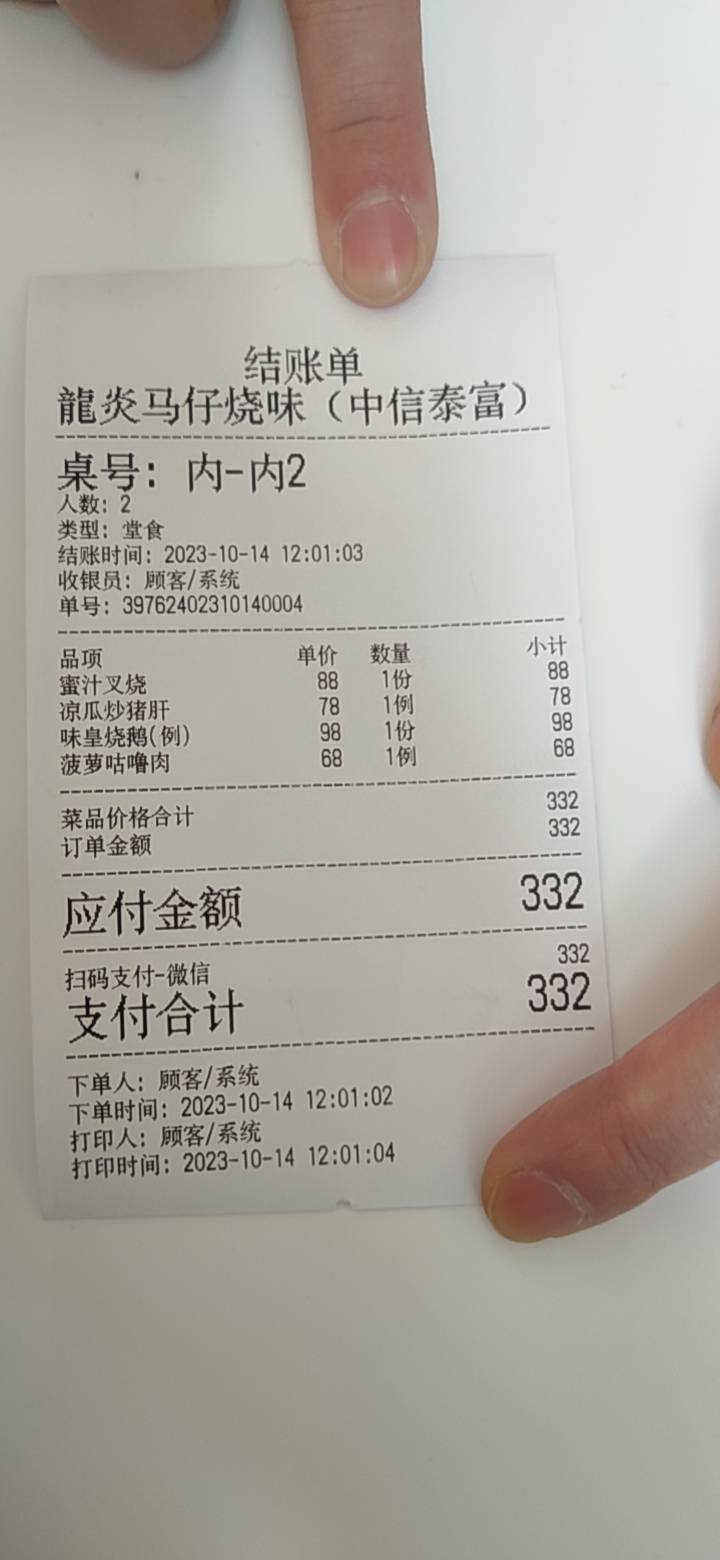 结账单
龍炎马仔烧味（中信泰富）
桌号：内-内2
人数：2
类型：堂食
结账时间：2023-10-14 12:01:03
收银员：顾客/系统
单号：39762402310140004
品项 单价 数量 小计
蜜汁叉烧 88 1份 88
凉瓜炒猪肝 78 1例 78
味皇烧鹅(例) 98 1份 98
菠萝咕噜肉 68 1例 68
菜品价格合计 332
订单金额 332
应付金额 332
扫码支付-微信 332
支付合计 332
下单人：顾客/系统
下单时间：2023-10-14 12:01:02
打印人：顾客/系统
打印时间：2023-10-14 12:01:04